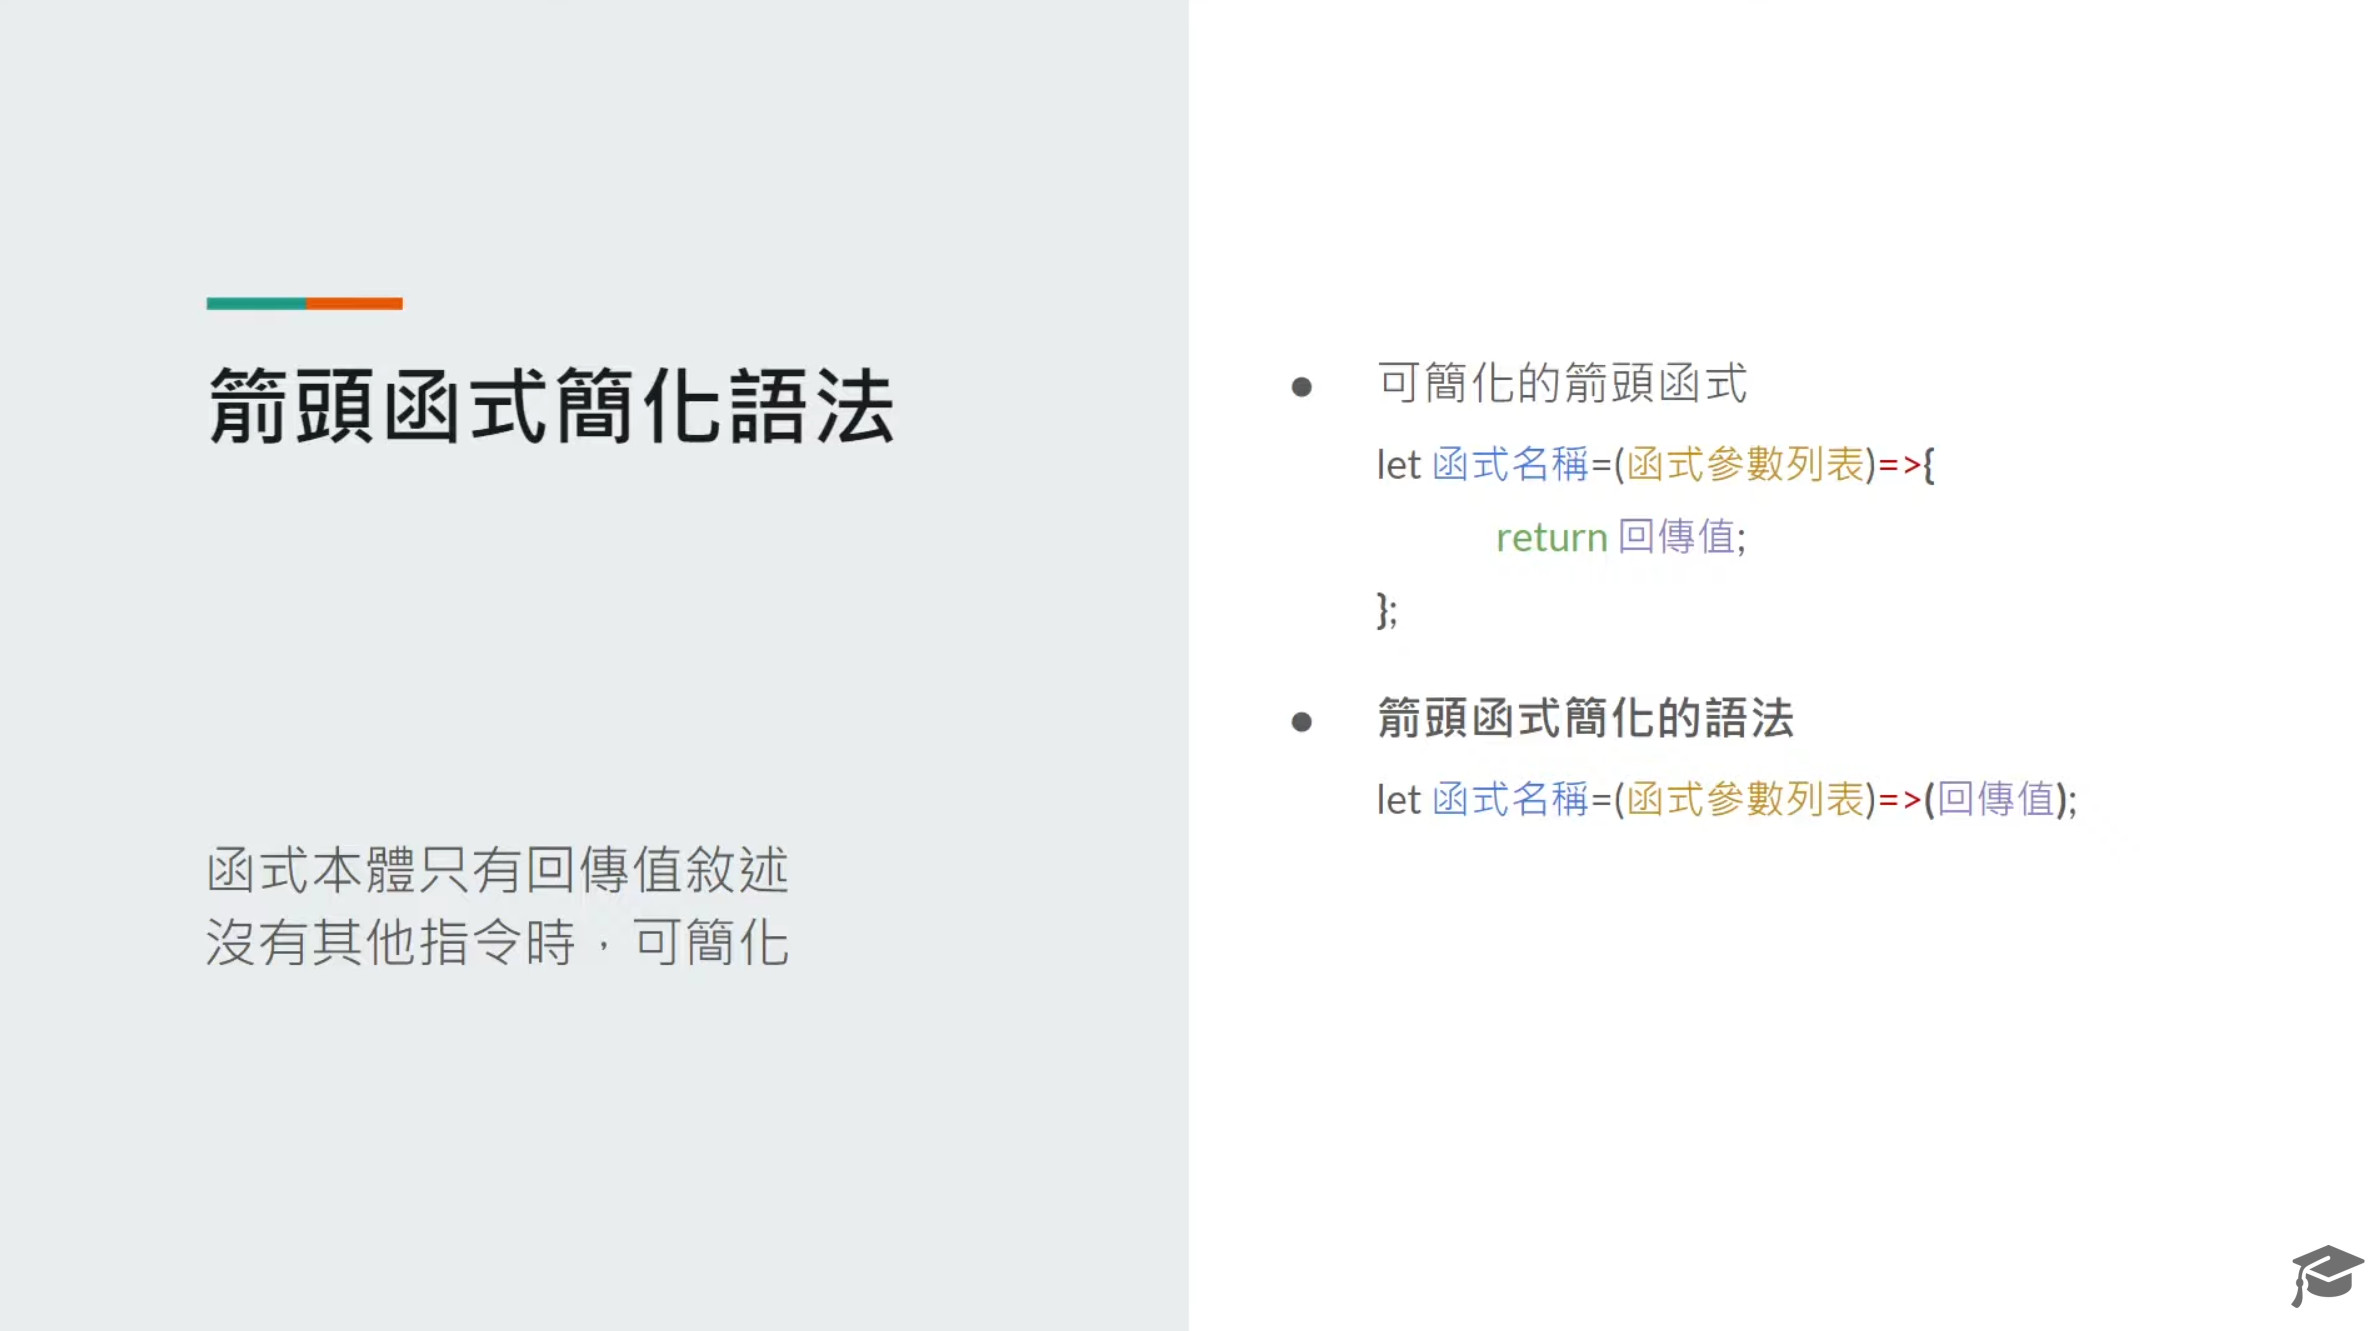 箭頭函式簡化語法
函式本體只有回傳值敘述
沒有其他指令時，可簡化
● 可簡化的箭頭函式
let 函式名稱=(函式參數列表)=>{
return 回傳值;
};
● 箭頭函式簡化的語法
let 函式名稱=(函式參數列表)=>(回傳值);